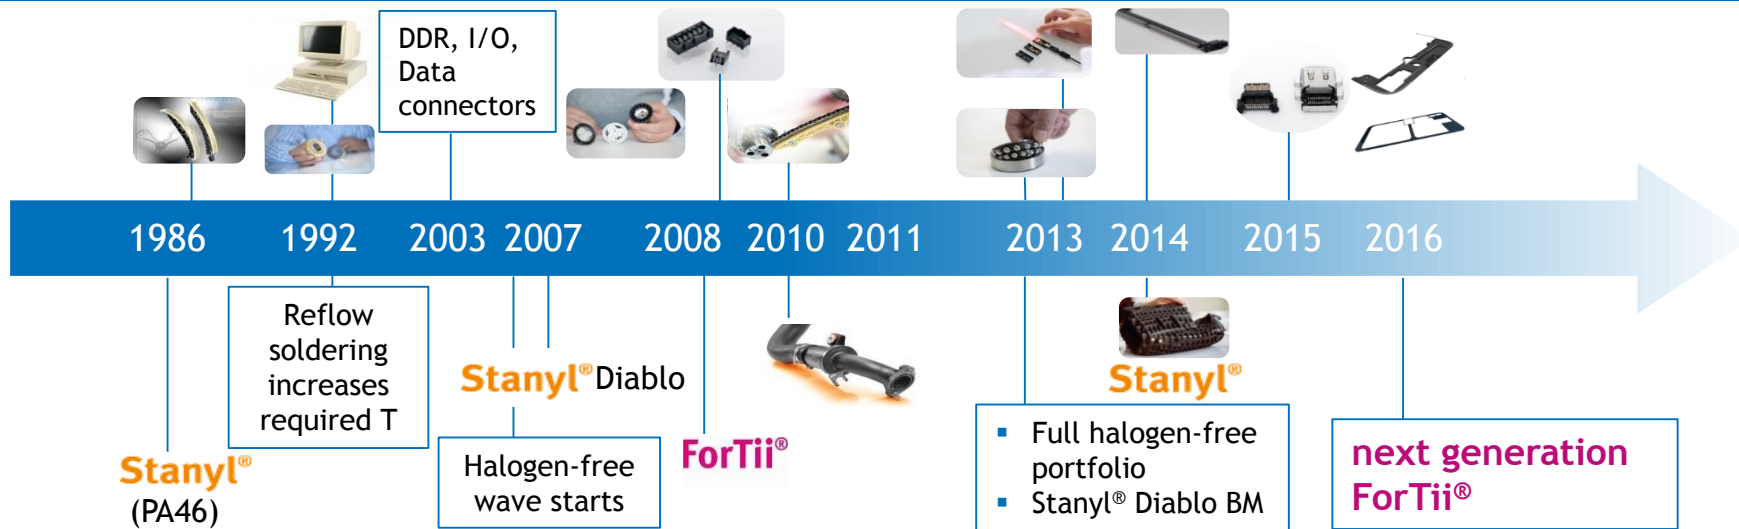 DDR, I/O,
Data
connectors
1986 1992 2003 2007 2008 2010 2011 2013 2014 2015 2016
Reflow
soldering
increases
required T
Stanyl®
(PA46)
Stanyl® Diablo
Halogen-free
wave starts
ForTii®
Stanyl®
▪ Full halogen-free
portfolio
▪ Stanyl® Diablo BM
next generation
ForTii®